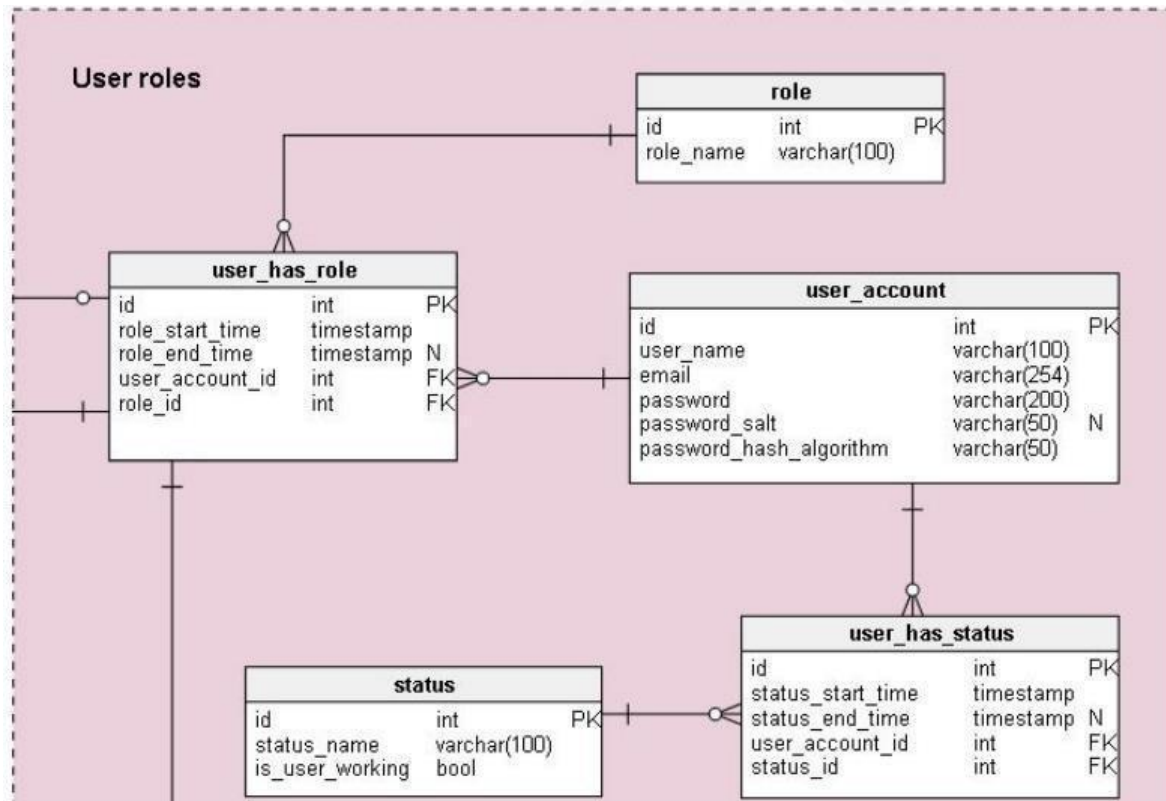 User roles
role
id int PK
role_name varchar(100)
user_has_role
id int PK
role_start_time timestamp
role_end_time timestamp N
user_account_id int FK
role_id int FK
user_account
id int PK
user_name varchar(100)
email varchar(254)
password varchar(200)
password_salt varchar(50) N
password_hash_algorithm varchar(50)
user_has_status
id int PK
status_start_time timestamp
status_end_time timestamp N
user_account_id int FK
status_id int FK
status
id int PK
status_name varchar(100)
is_user_working bool